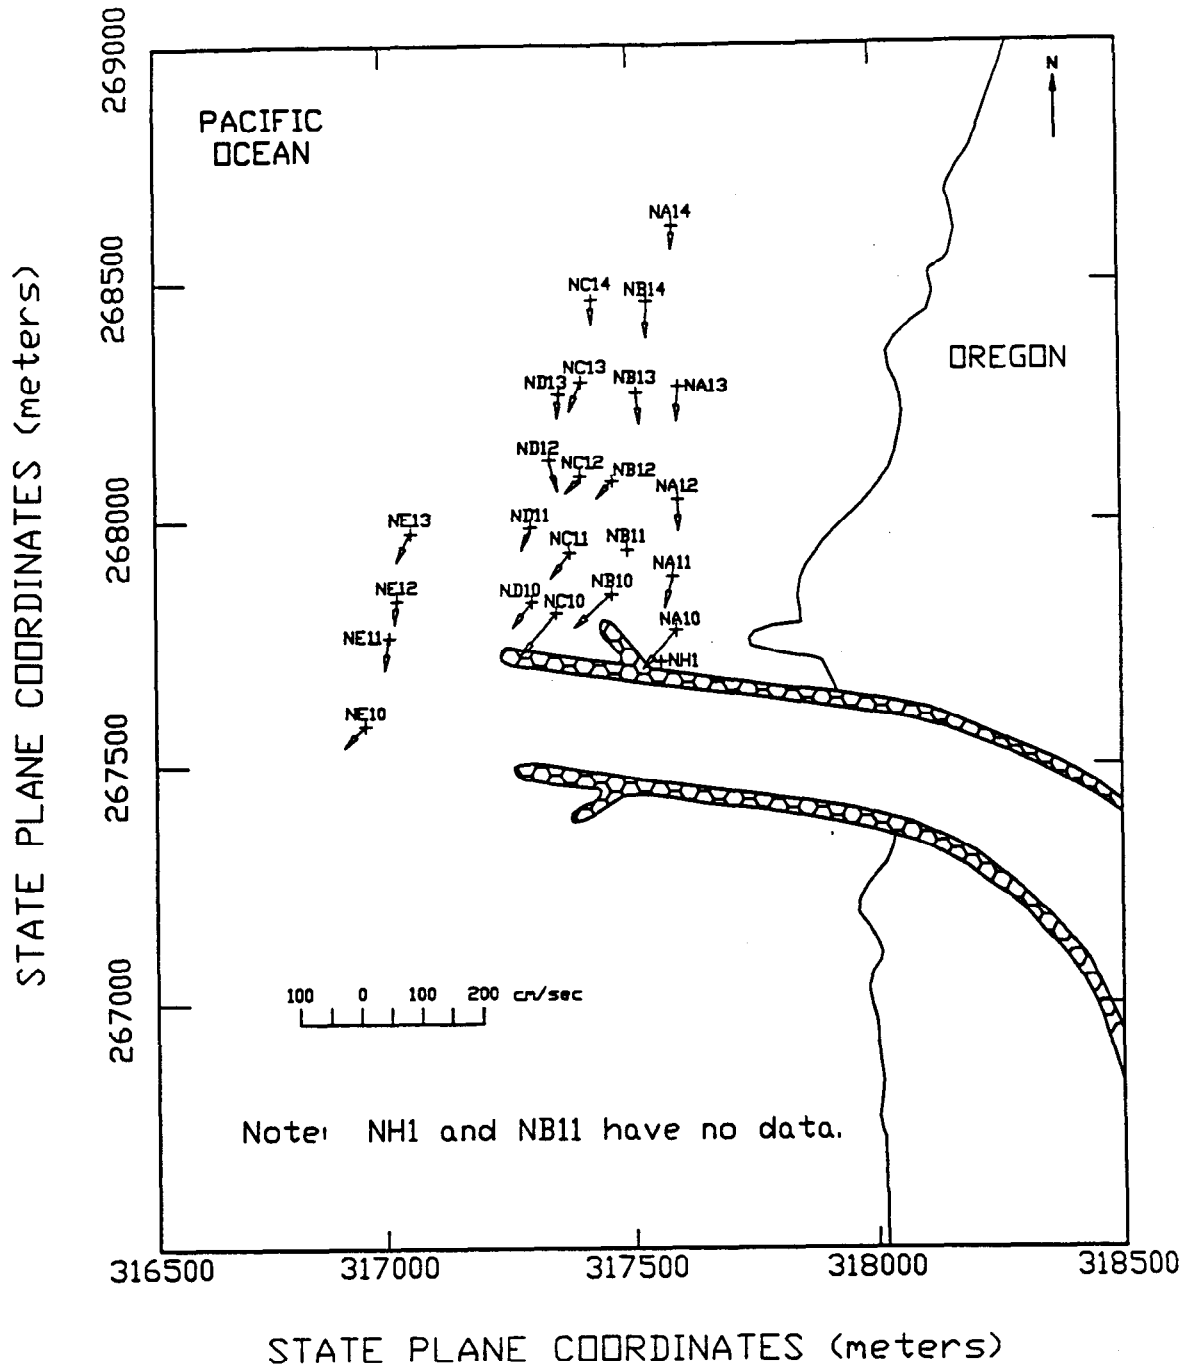 269000
N
PACIFIC
OCEAN
NA14
268500
NC14
NB14
OREGON
NC13
ND13
NB13
NA13
ND12
NC12
NB12
NA12
268000
NE13
ND11
NC11
NB11
NA11
NE12
ND10
NC10
NB10
NA10
NE11
NH1
NE10
267500
100 0 100 200 cm/sec
267000
Note: NH1 and NB11 have no data.
316500 317000 317500 318000 318500
STATE PLANE COORDINATES (meters)
STATE PLANE COORDINATES (meters)